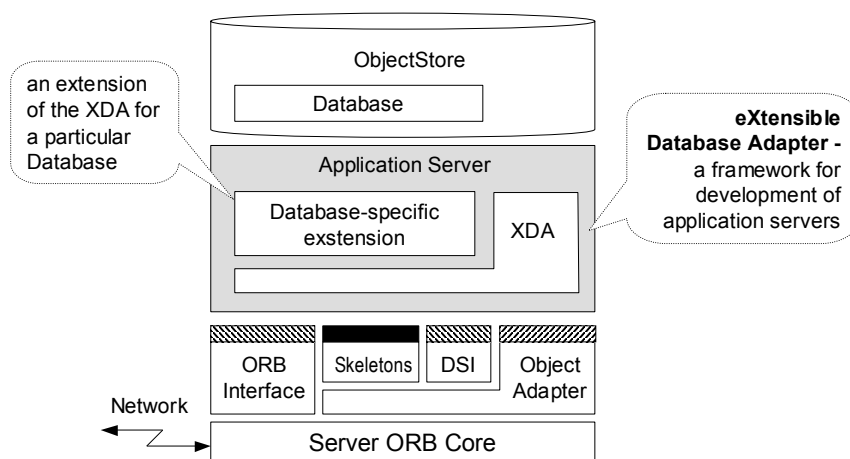 ObjectStore
Database
an extension
of the XDA for
a particular
Database
eXtensible
Database Adapter -
a framework for
development of
application servers
Application Server
Database-specific
exstension
XDA
ORB
Interface
Skeletons
DSI
Object
Adapter
Network
Server ORB Core